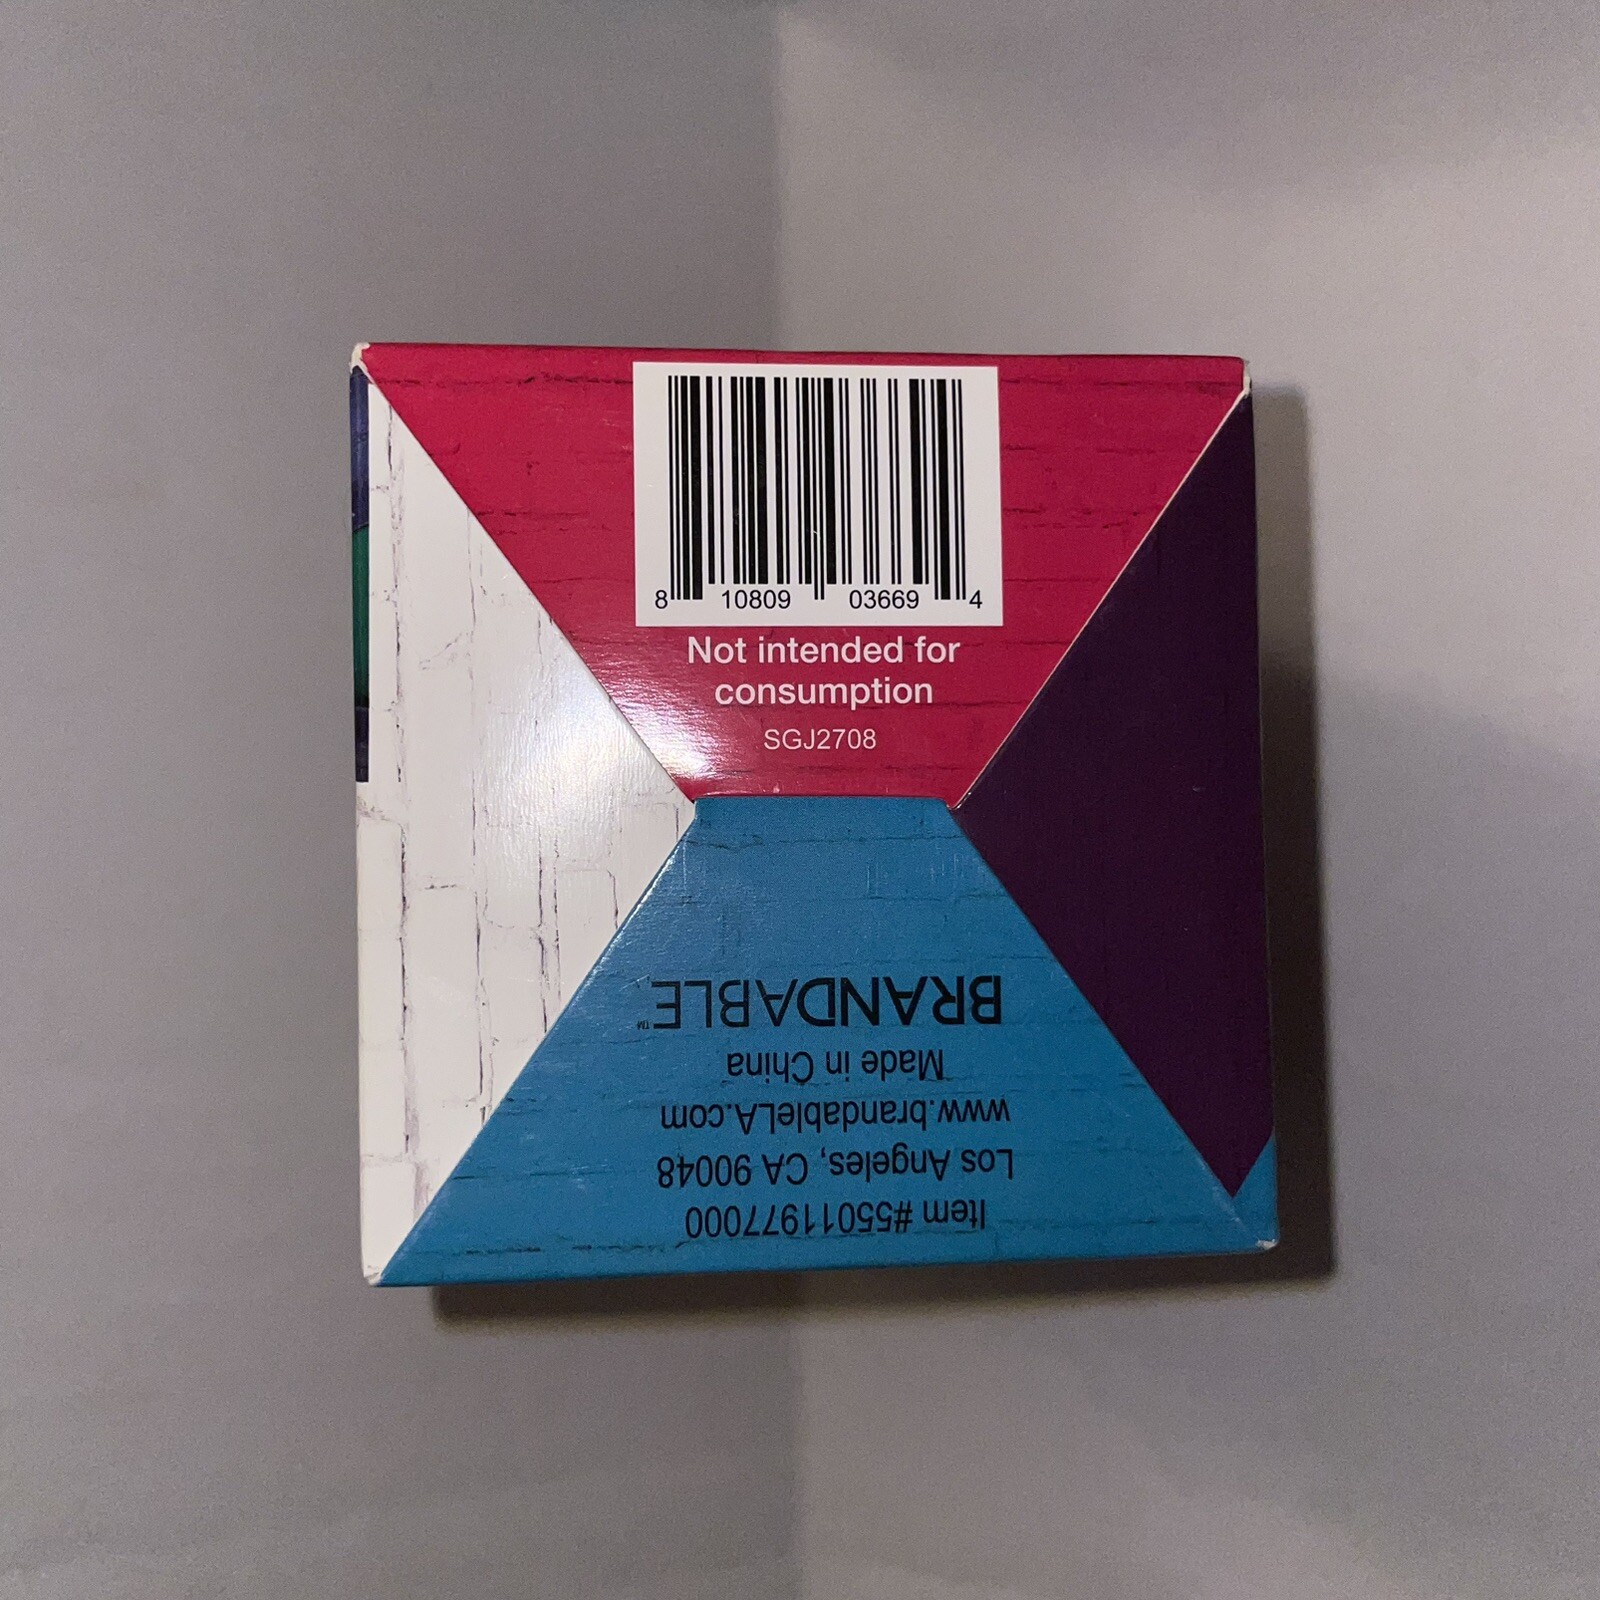 8 10809 03669 4
Not intended for
consumption
SGJ2708
Item #55011977000
Los Angeles, CA 90048
www.brandableLA.com
Made in China
BRANDABLE™